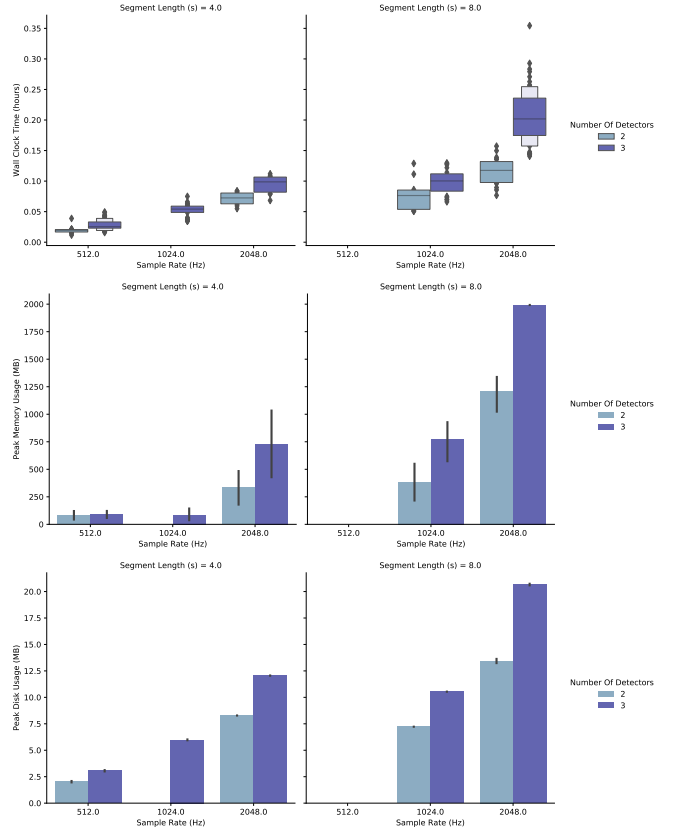 Segment Length (s) = 4.0
Segment Length (s) = 8.0
Wall Clock Time (hours)
0.35
0.30
0.25
0.20
0.15
0.10
0.05
0.00
512.0 1024.0 2048.0
Sample Rate (Hz)
512.0 1024.0 2048.0
Sample Rate (Hz)
Number Of Detectors
2
3
Segment Length (s) = 4.0
Segment Length (s) = 8.0
Peak Memory Usage (MB)
2000
1750
1500
1250
1000
750
500
250
0
512.0 1024.0 2048.0
Sample Rate (Hz)
512.0 1024.0 2048.0
Sample Rate (Hz)
Number Of Detectors
2
3
Segment Length (s) = 4.0
Segment Length (s) = 8.0
Peak Disk Usage (MB)
20.0
17.5
15.0
12.5
10.0
7.5
5.0
2.5
0.0
512.0 1024.0 2048.0
Sample Rate (Hz)
512.0 1024.0 2048.0
Sample Rate (Hz)
Number Of Detectors
2
3